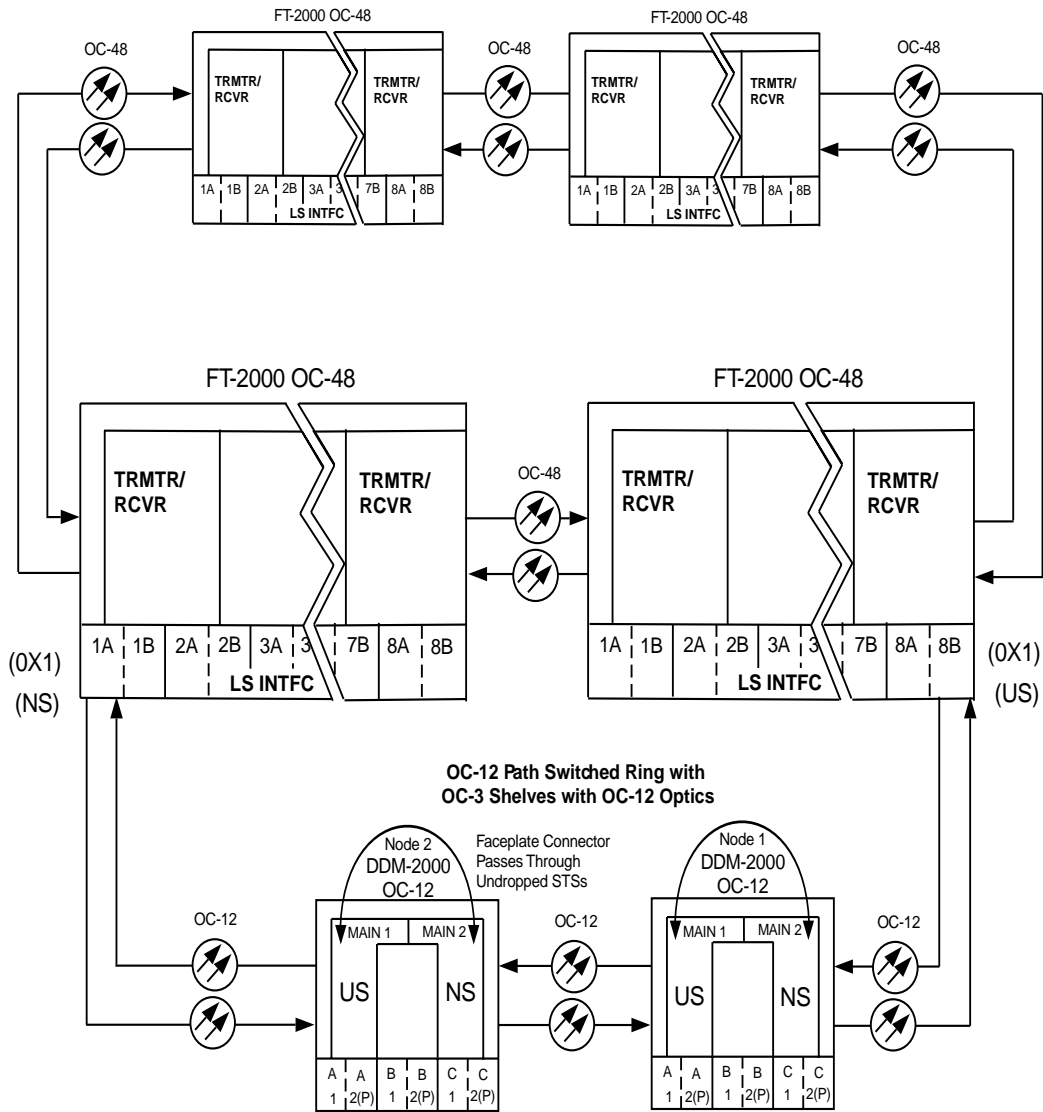 FT-2000 OC-48
FT-2000 OC-48
OC-48
OC-48
OC-48
TRMTR/
RCVR
TRMTR/
RCVR
TRMTR/
RCVR
TRMTR/
RCVR
1A 1B 2A 2B 3A 3 7B 8A 8B
LS INTFC
1A 1B 2A 2B 3A 3 7B 8A 8B
LS INTFC
FT-2000 OC-48
FT-2000 OC-48
TRMTR/
RCVR
TRMTR/
RCVR
OC-48
TRMTR/
RCVR
TRMTR/
RCVR
1A 1B 2A 2B 3A 3 7B 8A 8B
LS INTFC
1A 1B 2A 2B 3A 3 7B 8A 8B
LS INTFC
(0X1)
(NS)
(0X1)
(US)
OC-12 Path Switched Ring with
OC-3 Shelves with OC-12 Optics
Node 2
DDM-2000
OC-12
Faceplate Connector
Passes Through
Undropped STSs
Node 1
DDM-2000
OC-12
OC-12
OC-12
OC-12
MAIN 1 MAIN 2
US NS
MAIN 1 MAIN 2
US NS
A A B B C C
1 2(P) 1 2(P) 1 2(P)
A A B B C C
1 2(P) 1 2(P) 1 2(P)